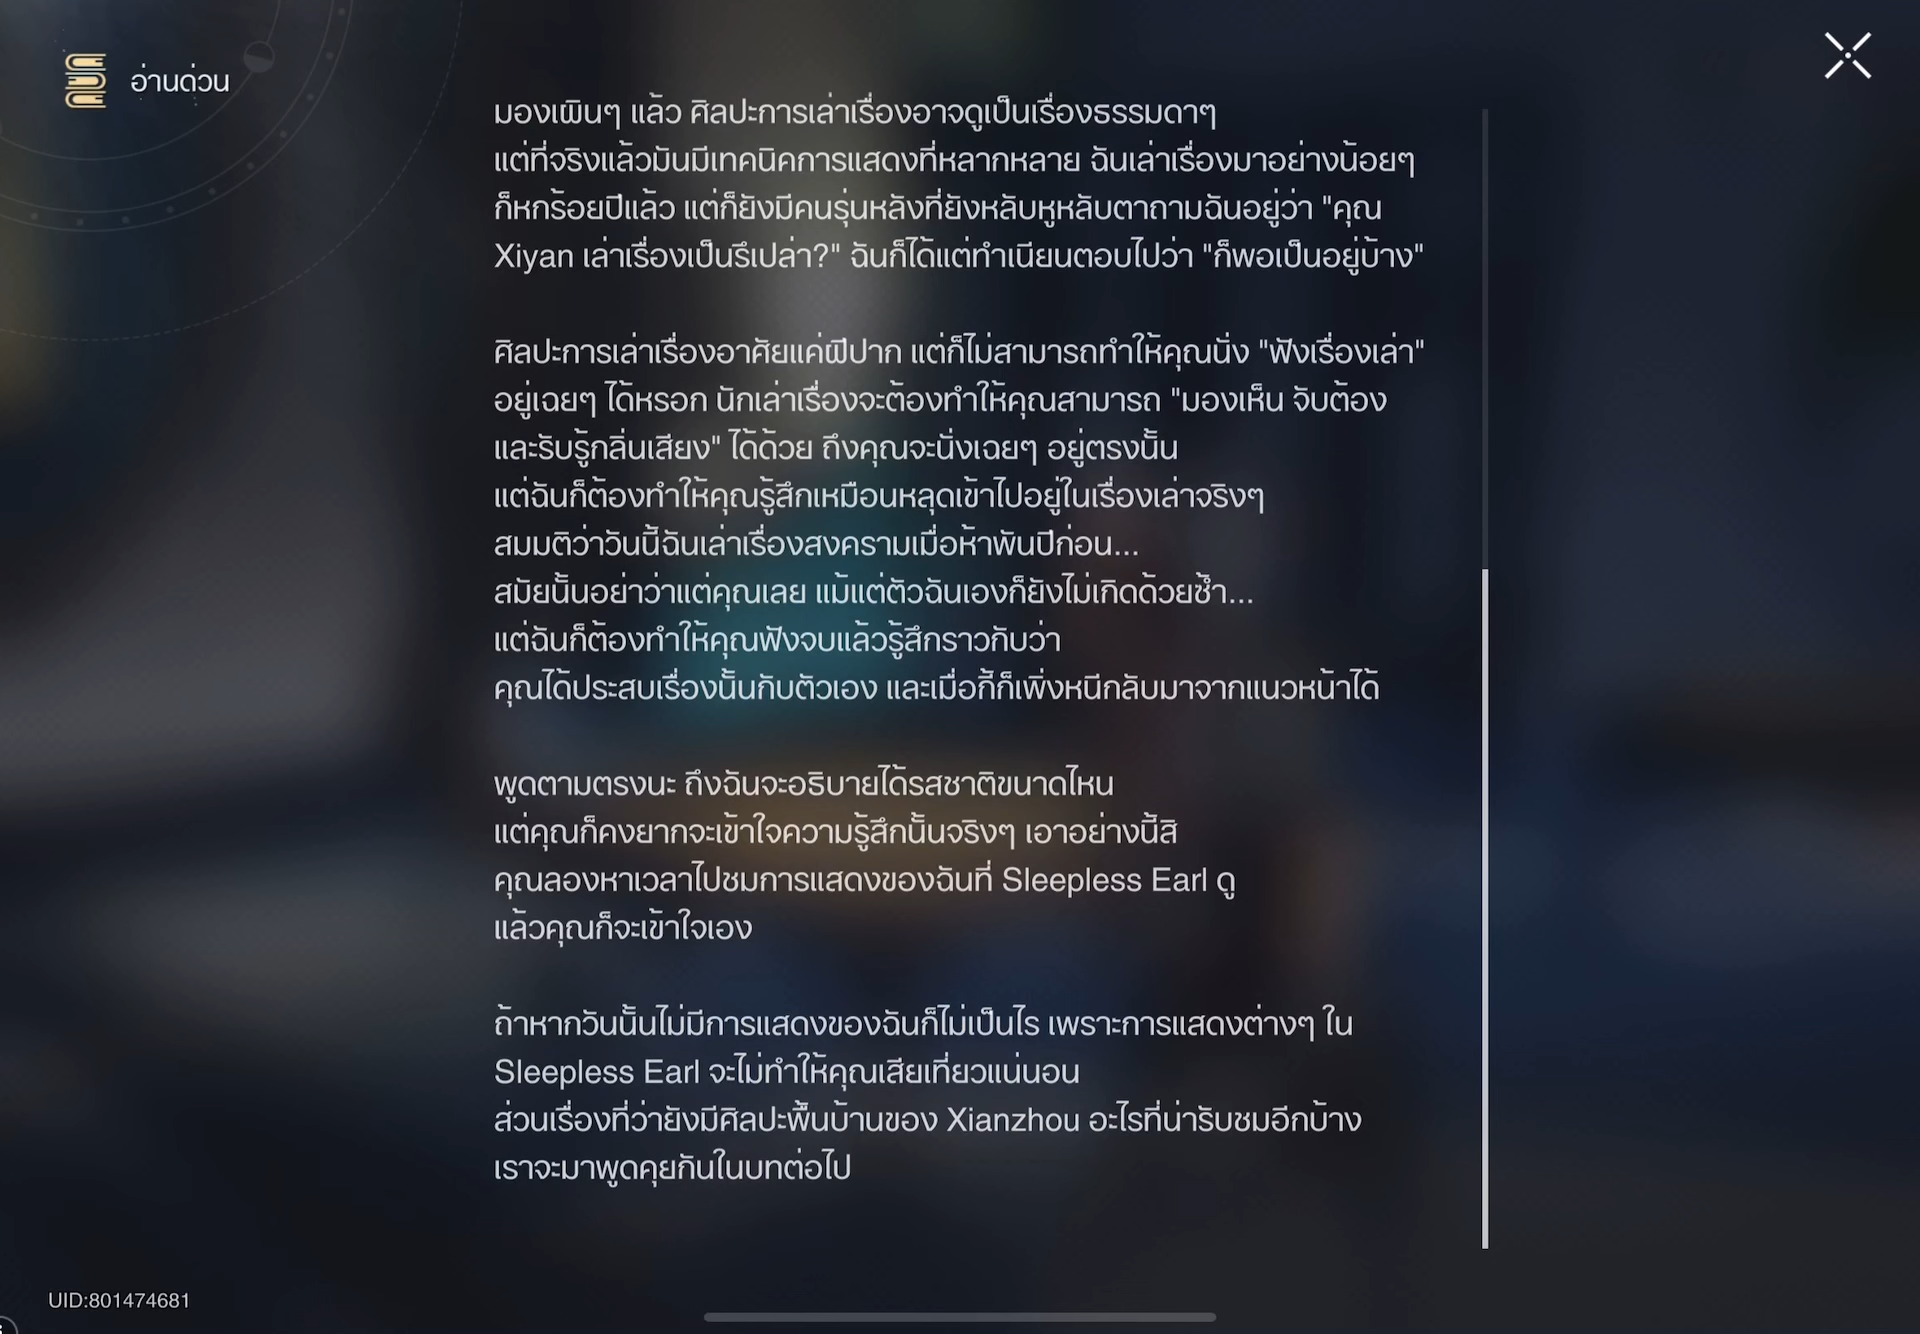 อ่านด่วน
มองเผินๆ แล้ว ศิลปะการเล่าเรื่องอาจดูเป็นเรื่องธรรมดาๆ
แต่ที่จริงแล้วมันมีเทคนิคการแสดงที่หลากหลาย ฉันเล่าเรื่องมาอย่างน้อยๆ
ก็หกร้อยปีแล้ว แต่ก็ยังมีคนรุ่นหลังที่ยังหลับหูหลับตาถามฉันอยู่ว่า "คุณ
Xiyan เล่าเรื่องเป็นรึเปล่า?" ฉันก็ได้แต่ทำเนียนตอบไปว่า "ก็พอเป็นอยู่บ้าง"
ศิลปะการเล่าเรื่องอาศัยแค่ฝีปาก แต่ก็ไม่สามารถทำให้คุณนั่ง "ฟังเรื่องเล่า"
อยู่เฉยๆ ได้หรอก นักเล่าเรื่องจะต้องทำให้คุณสามารถ "มองเห็น จับต้อง
และรับรู้กลิ่นเสียง" ได้ด้วย ถึงคุณจะนั่งเฉยๆ อยู่ตรงนั้น
แต่ฉันก็ต้องทำให้คุณรู้สึกเหมือนหลุดเข้าไปอยู่ในเรื่องเล่าจริงๆ
สมมติว่าวันนี้ฉันเล่าเรื่องสงครามเมื่อห้าพันปีก่อน...
สมัยนั้นอย่าว่าแต่คุณเลย แม้แต่ตัวฉันเองก็ยังไม่เกิดด้วยซ้ำ...
แต่ฉันก็ต้องทำให้คุณฟังจบแล้วรู้สึกราวกับว่า
คุณได้ประสบเรื่องนั้นกับตัวเอง และเมื่อกี้ก็เพิ่งหนีกลับมาจากแนวหน้าได้
พูดตามตรงนะ ถึงฉันจะอธิบายได้รสชาติขนาดไหน
แต่คุณก็คงยากจะเข้าใจความรู้สึกนั้นจริงๆ เอาอย่างนี้สิ
คุณลองหาเวลาไปชมการแสดงของฉันที่ Sleepless Earl ดู
แล้วคุณก็จะเข้าใจเอง
ถ้าหากวันนั้นไม่มีการแสดงของฉันก็ไม่เป็นไร เพราะการแสดงต่างๆ ใน
Sleepless Earl จะไม่ทำให้คุณเสียเที่ยวแน่นอน
ส่วนเรื่องที่ว่ายังมีศิลปะพื้นบ้านของ Xianzhou อะไรที่น่ารับชมอีกบ้าง
เราจะมาพูดคุยกันในบทต่อไป
UID:801474681